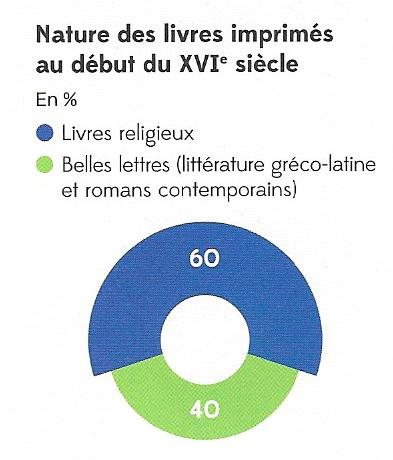 Nature des livres imprimés
au début du XVIe siècle
En %
Livres religieux
Belles lettres (littérature gréco-latine
et romans contemporains)
60
40